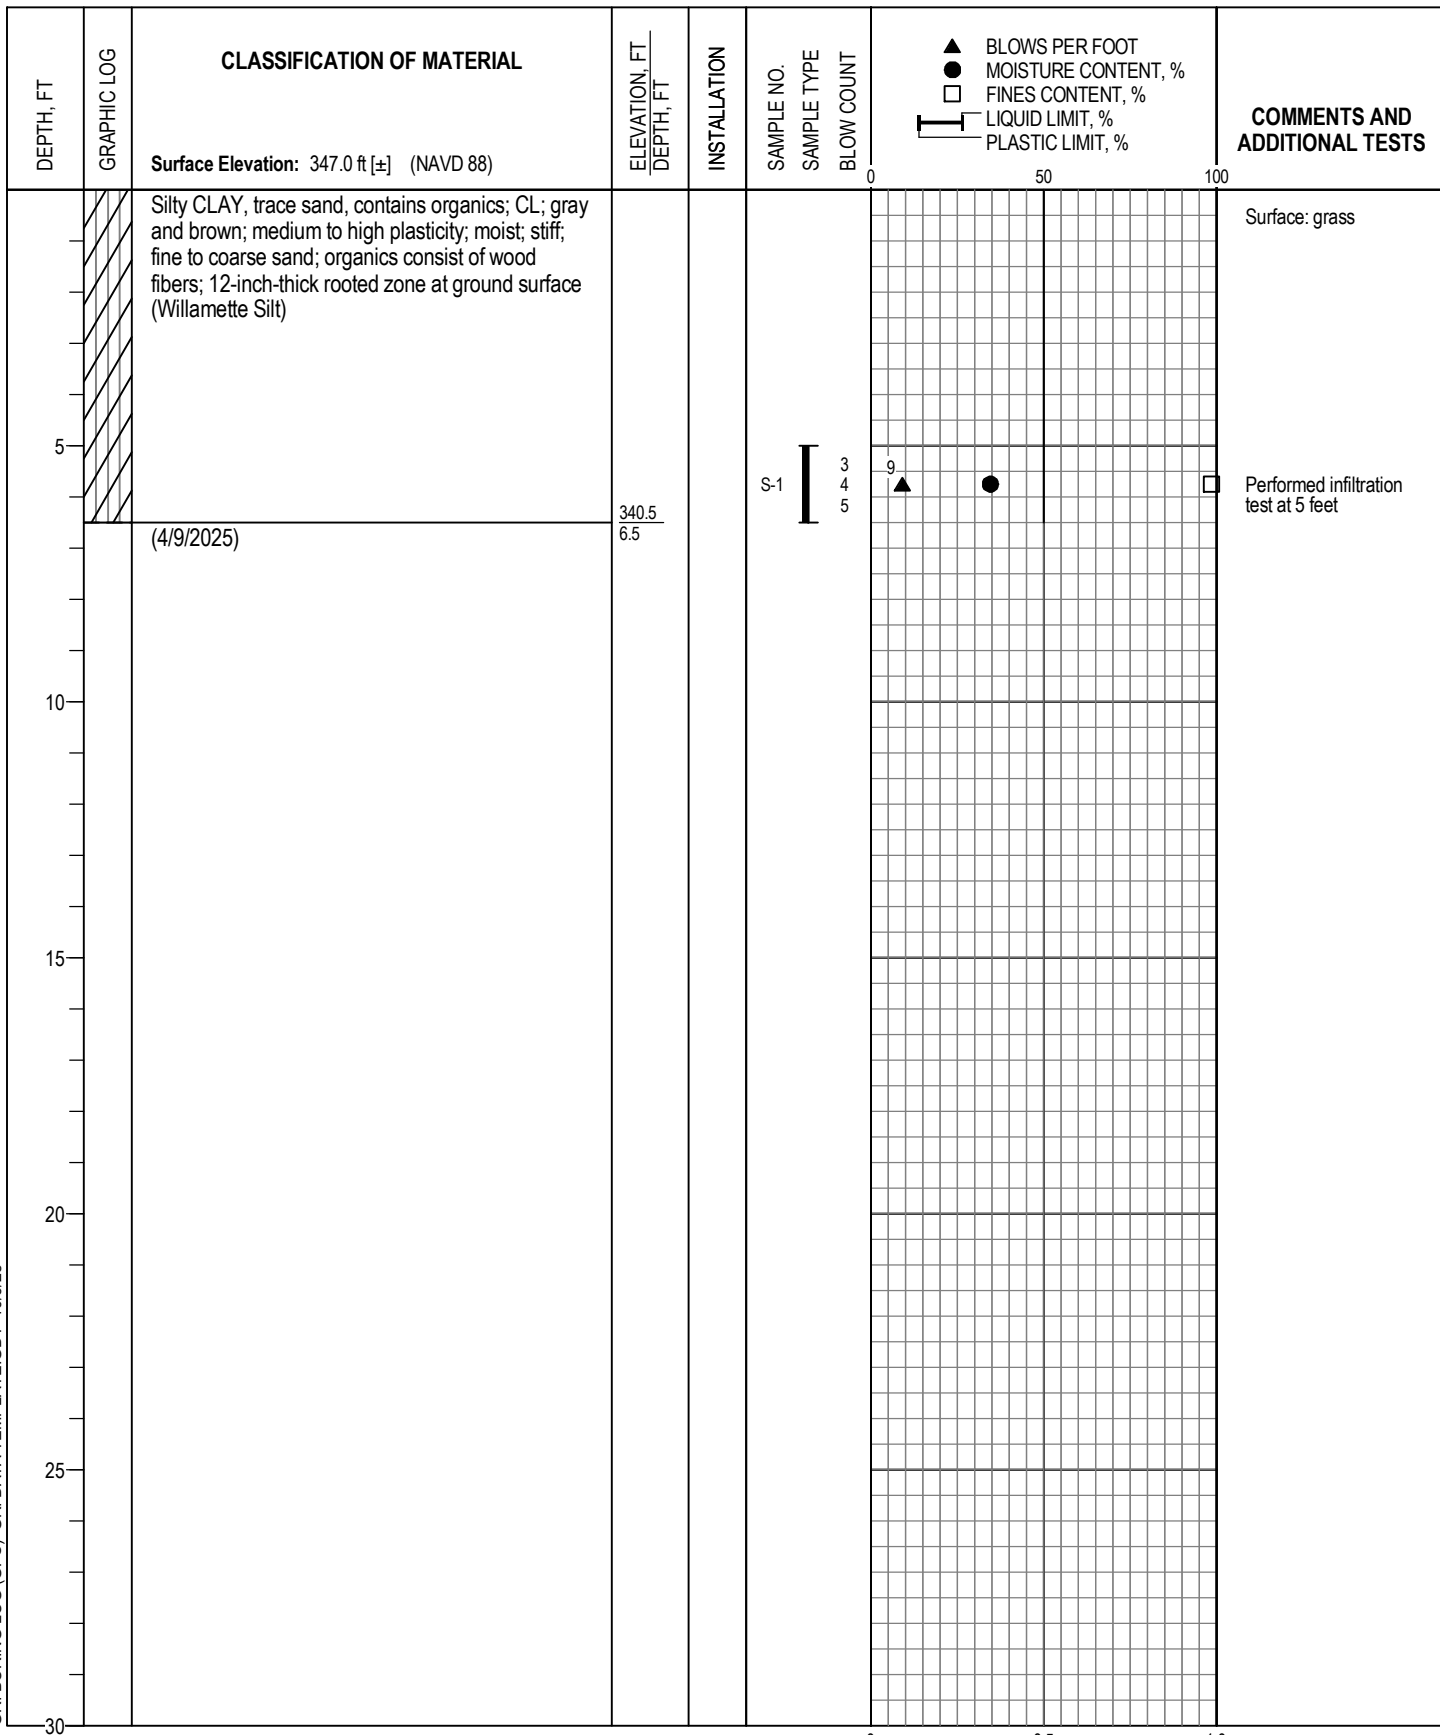 DEPTH, FT
GRAPHIC LOG
CLASSIFICATION OF MATERIAL
Surface Elevation: 347.0 ft [±] (NAVD 88)
ELEVATION, FT
DEPTH, FT
INSTALLATION
SAMPLE NO.
SAMPLE TYPE
BLOW COUNT
BLOWS PER FOOT
MOISTURE CONTENT, %
FINES CONTENT, %
LIQUID LIMIT, %
PLASTIC LIMIT, %
0 50 100
COMMENTS AND
ADDITIONAL TESTS
Silty CLAY, trace sand, contains organics; CL; gray
and brown; medium to high plasticity; moist; stiff;
fine to coarse sand; organics consist of wood
fibers; 12-inch-thick rooted zone at ground surface
(Willamette Silt)
Surface: grass
5
S-1
3
4
5
9
Performed infiltration
test at 5 feet
340.5
6.5
(4/9/2025)
10
15
20
25
30